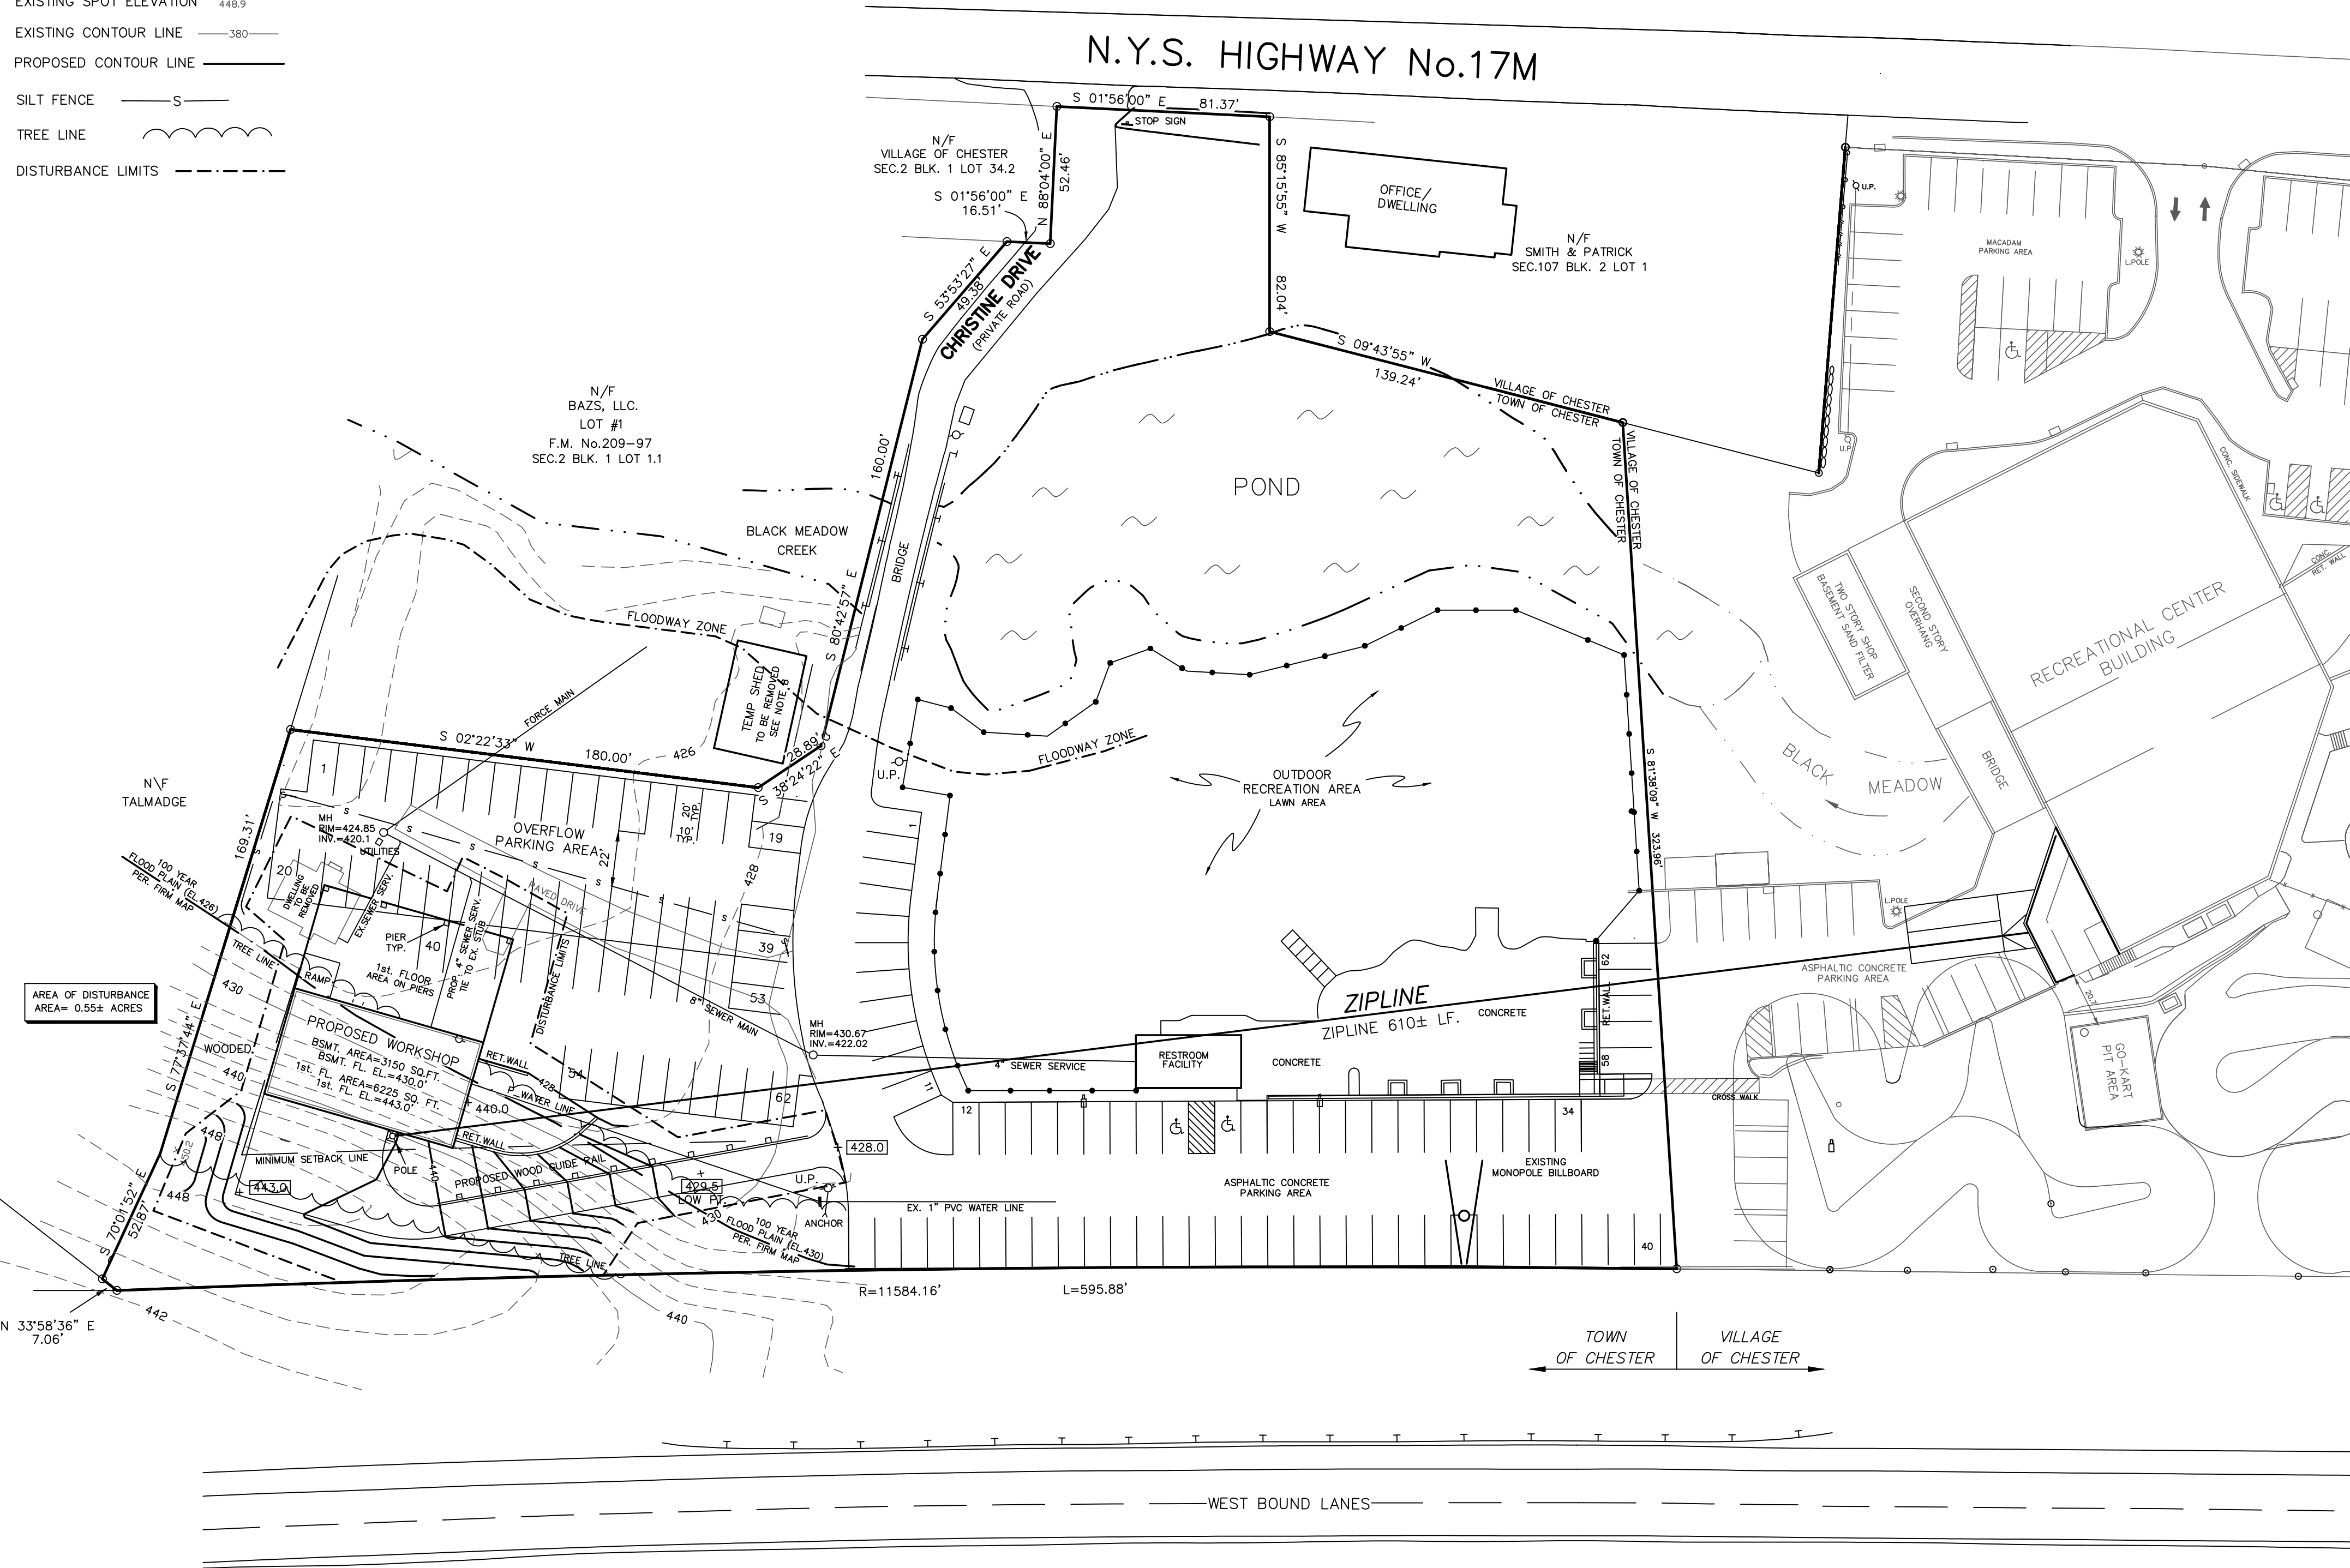 EXISTING SPOT ELEVATION 448.9
EXISTING CONTOUR LINE 380
PROPOSED CONTOUR LINE
SILT FENCE S
TREE LINE
DISTURBANCE LIMITS
N.Y.S. HIGHWAY No.17M
S 01°56'00" E 81.37'
STOP SIGN
N/F
VILLAGE OF CHESTER
SEC.2 BLK. 1 LOT 34.2
S 01°56'00" E
16.51'
N 88°04'00" E
52.46'
S 85°15'55" W 82.04'
OFFICE/
DWELLING
N/F
SMITH & PATRICK
SEC.107 BLK. 2 LOT 1
U.P.
MACADAM
PARKING AREA
L.POLE
S 53°53'27" E
49.38'
CHRISTINE DRIVE
(PRIVATE ROAD)
S 09°43'55" W
139.24'
VILLAGE OF CHESTER
TOWN OF CHESTER
VILLAGE OF CHESTER
TOWN OF CHESTER
U.P.
N/F
BAZS, LLC.
LOT #1
F.M. No.209-97
SEC.2 BLK. 1 LOT 1.1
160.00'
S 80°42'57" E
POND
CONC. SIDEWALK
CONC.
RET. WALL
BLACK MEADOW
CREEK
BRIDGE
TWO STORY SHOP
BASEMENT SAND FILTER
SECOND STORY
OVERHANG
RECREATIONAL CENTER
BUILDING
FLOODWAY ZONE
TEMP SHED
TO BE REMOVED
SEE NOTE 8
FORCE MAIN
S 02°22'33" W 180.00'
426
28.89'
S 38°24'22" E
U.P.
FLOODWAY ZONE
OUTDOOR
RECREATION AREA
LAWN AREA
S 81°38'09" W 323.96'
BLACK
MEADOW
BRIDGE
N\F
TALMADGE
1
MH
RIM=424.85
INV.=420.1
UTILITIES
OVERFLOW
PARKING AREA
22'
20'
TYP.
10'
TYP.
19
428
1
169.31'
100 YEAR
FLOOD PLAIN (EL.426)
PER. FIRM MAP
20
DWELLING
TO BE
REMOVED
EX.SEWER SERV.
PAVED DRIVE
PIER
TYP.
40
PROP. 4" SEWER SERV.
TIE TO EX. STUB
39
53
1st. FLOOR
AREA ON PIERS
DISTURBANCE LIMITS
TREE LINE
RAMP
430
AREA OF DISTURBANCE
AREA= 0.55± ACRES
8" SEWER MAIN
MH
RIM=430.67
INV.=422.02
4" SEWER SERVICE
RESTROOM
FACILITY
CONCRETE
CONCRETE
ZIPLINE
ZIPLINE 610± LF.
62
RET.WALL
58
L.POLE
ASPHALTIC CONCRETE
PARKING AREA
20.7
GO-KART
PIT
AREA
CROSS WALK
S 77°37'44" E
WOODED
440
PROPOSED WORKSHOP
BSMT. AREA=3150 SQ.FT.
BSMT. FL. EL.=430.0'
1st. FL. AREA=6225 SQ. FT.
1st. FL. EL.=443.0'
RET.WALL
428
54
62
P WATER LINE
440.0
RET.WALL
11
12
34
448
450.2
MINIMUM SETBACK LINE
POLE
440
PROPOSED WOOD GUIDE RAIL
428.0
448
443.0
429.5
LOW PT.
U.P.
ANCHOR
EX. 1" PVC WATER LINE
ASPHALTIC CONCRETE
PARKING AREA
EXISTING
MONOPOLE BILLBOARD
40
S 70°01'52" E
52.87'
TREE LINE
430
100 YEAR
FLOOD PLAIN (EL.430)
PER. FIRM MAP
R=11584.16' L=595.88'
N 33°58'36" E
7.06'
442
440
TOWN
OF CHESTER
VILLAGE
OF CHESTER
WEST BOUND LANES